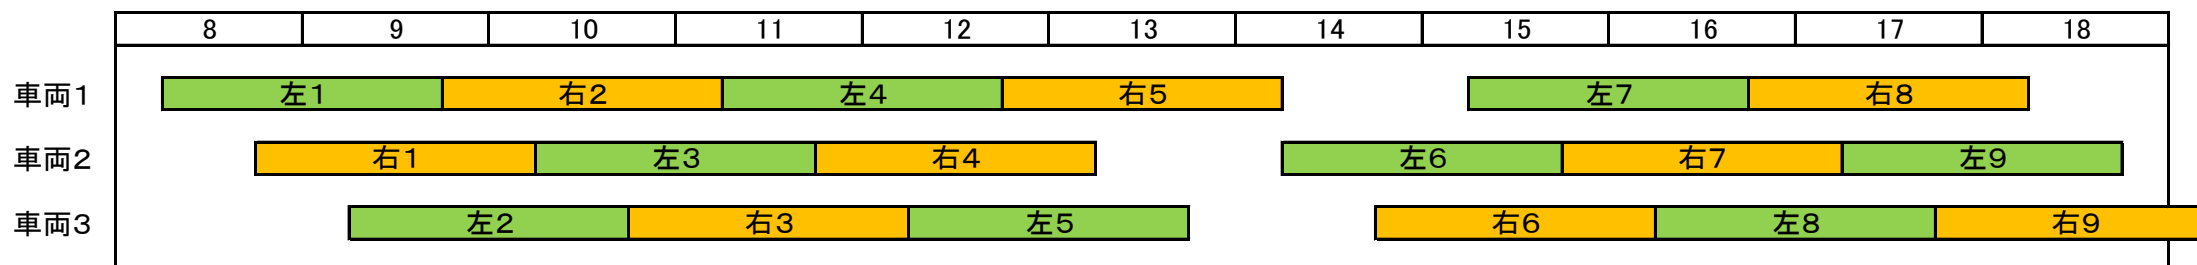 8 9 10 11 12 13 14 15 16 17 18
車両1 左1 右2 左4 右5 左7 右8
車両2 右1 左3 右4 左6 右7 左9
車両3 左2 右3 左5 右6 左8 右9